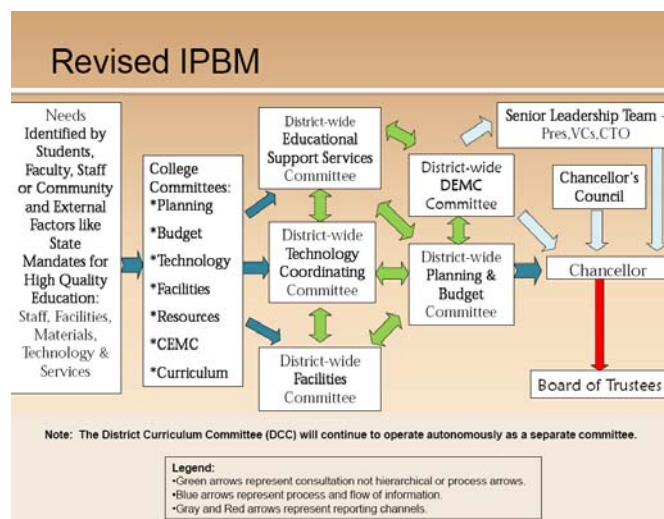 Revised IPBM
Needs
Identified by
Students,
Faculty, Staff
or Community
and External
Factors like
State
Mandates for
High Quality
Education:
Staff, Facilities,
Materials,
Technology &
Services
College
Committees:
*Planning
*Budget
*Technology
*Facilities
*Resources
*CEMC
*Curriculum
District-wide
Educational
Support Services
Committee
District-wide
Technology
Coordinating
Committee
District-wide
Facilities
Committee
District-wide
DEMC
Committee
District-wide
Planning &
Budget
Committee
Senior Leadership Team -
Pres,VCs,CTO
Chancellor's
Council
Chancellor
Board of Trustees
Note: The District Curriculum Committee (DCC) will continue to operate autonomously as a separate committee.
Legend:
•Green arrows represent consultation not hierarchical or process arrows.
•Blue arrows represent process and flow of information.
•Gray and Red arrows represent reporting channels.